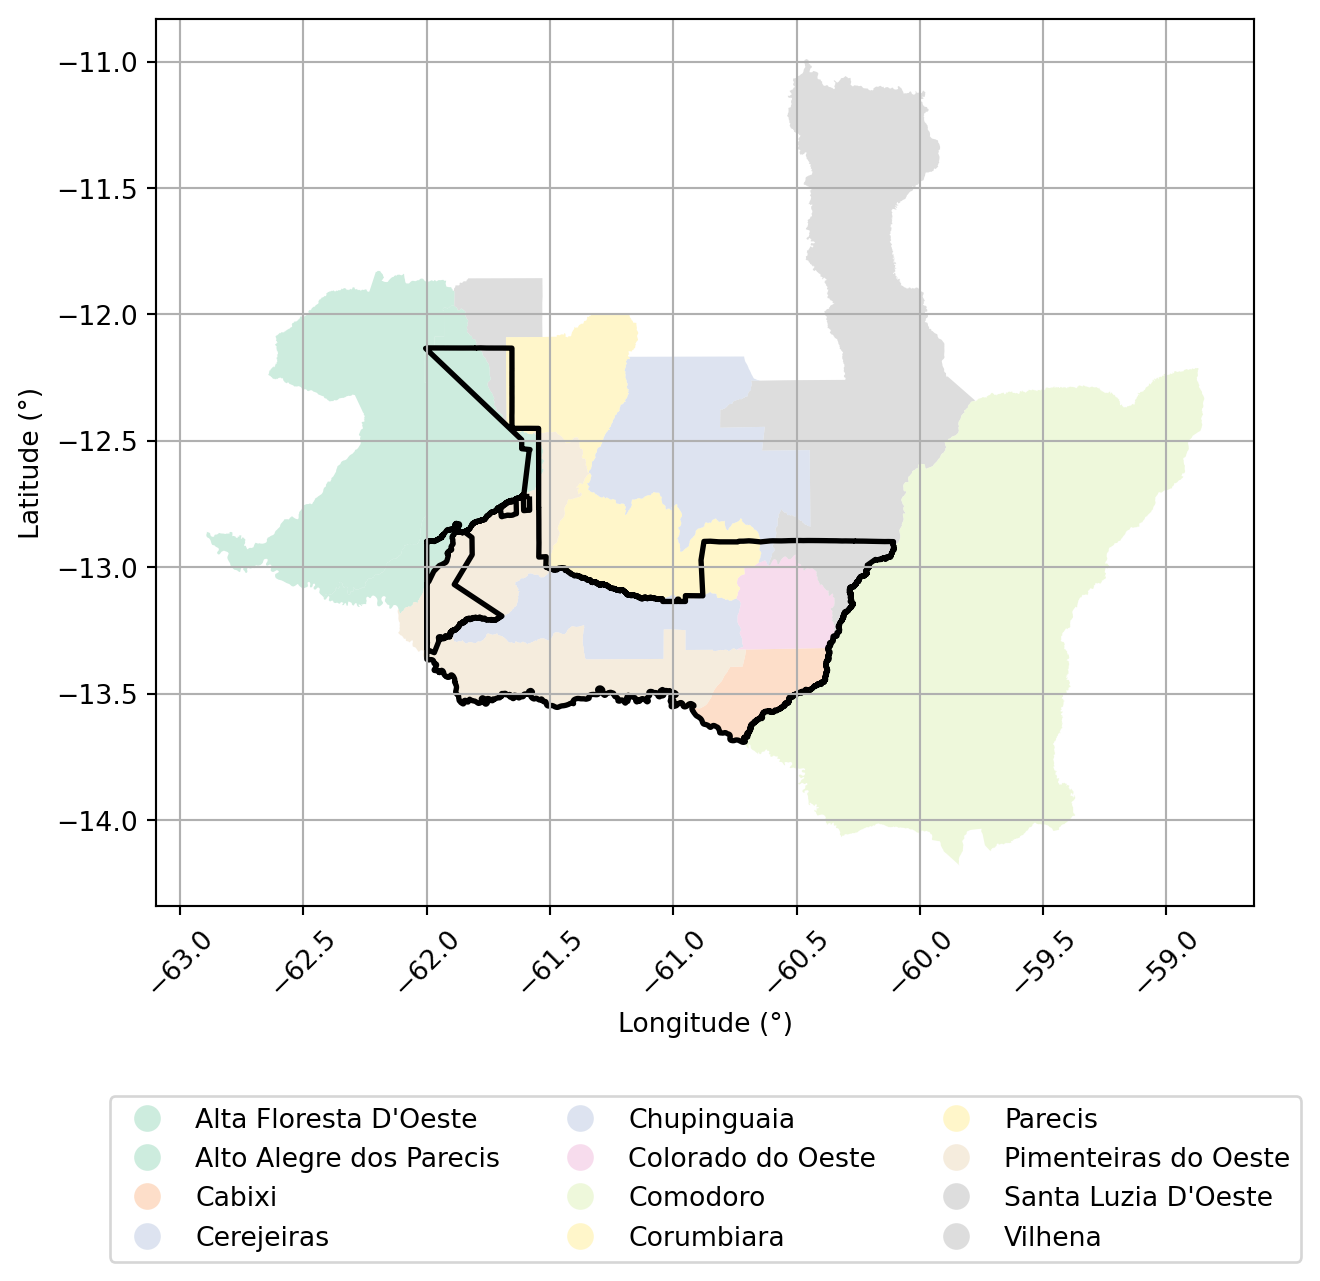 −11.0
−11.5
−12.0
−12.5
−13.0
−13.5
−14.0
Latitude (°)
−63.0
−62.5
−62.0
−61.5
−61.0
−60.5
−60.0
−59.5
−59.0
Longitude (°)
Alta Floresta D'Oeste
Alto Alegre dos Parecis
Cabixi
Cerejeiras
Chupinguaia
Colorado do Oeste
Comodoro
Corumbiara
Parecis
Pimenteiras do Oeste
Santa Luzia D'Oeste
Vilhena